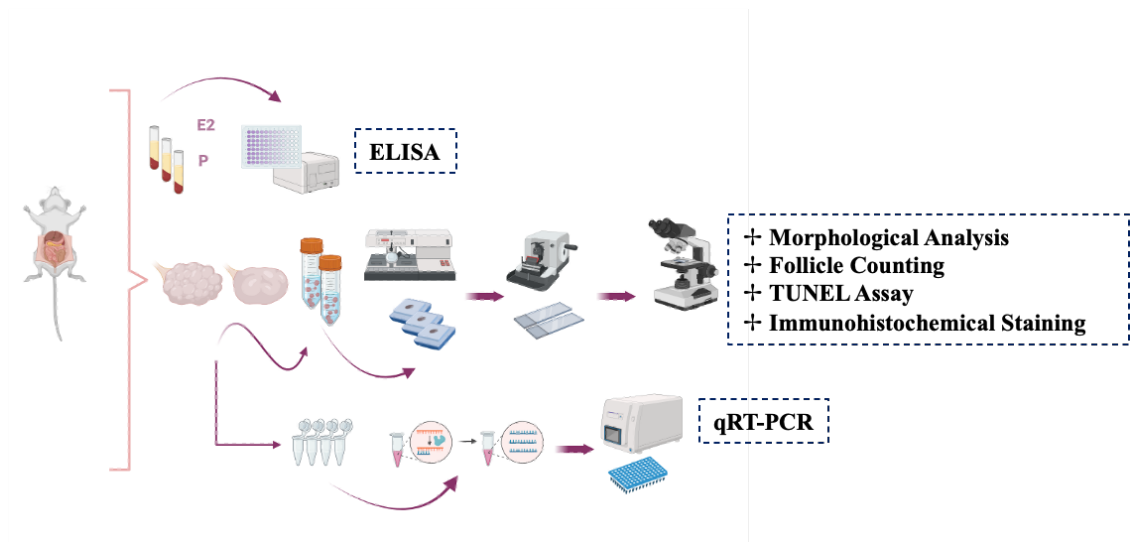 E2
P
ELISA
✢ Morphological Analysis
✢ Follicle Counting
✢ TUNEL Assay
✢ Immunohistochemical Staining
qRT-PCR